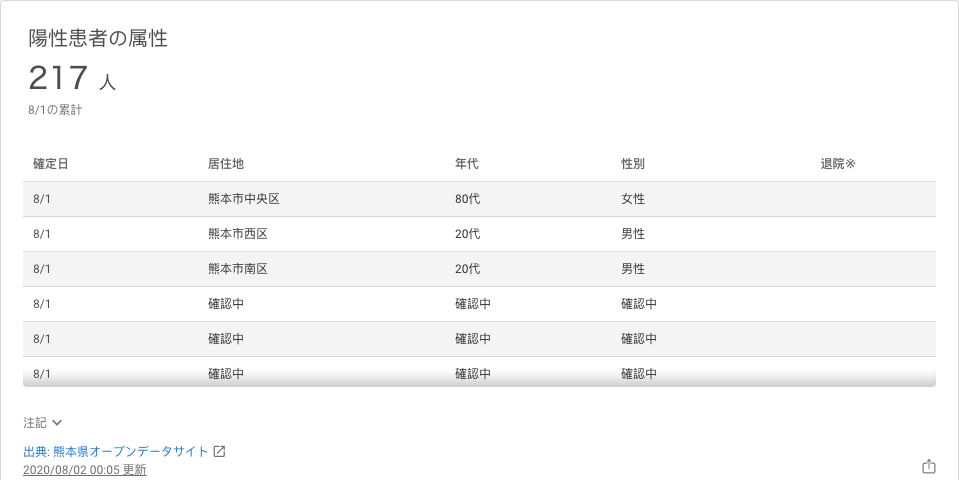 陽性患者の属性
217 人
8/1の累計
確定日 居住地 年代 性別 退院※
8/1 熊本市中央区 80代 女性
8/1 熊本市西区 20代 男性
8/1 熊本市南区 20代 男性
8/1 確認中 確認中 確認中
8/1 確認中 確認中 確認中
8/1 確認中 確認中 確認中
注記
出典: 熊本県オープンデータサイト
2020/08/02 00:05 更新